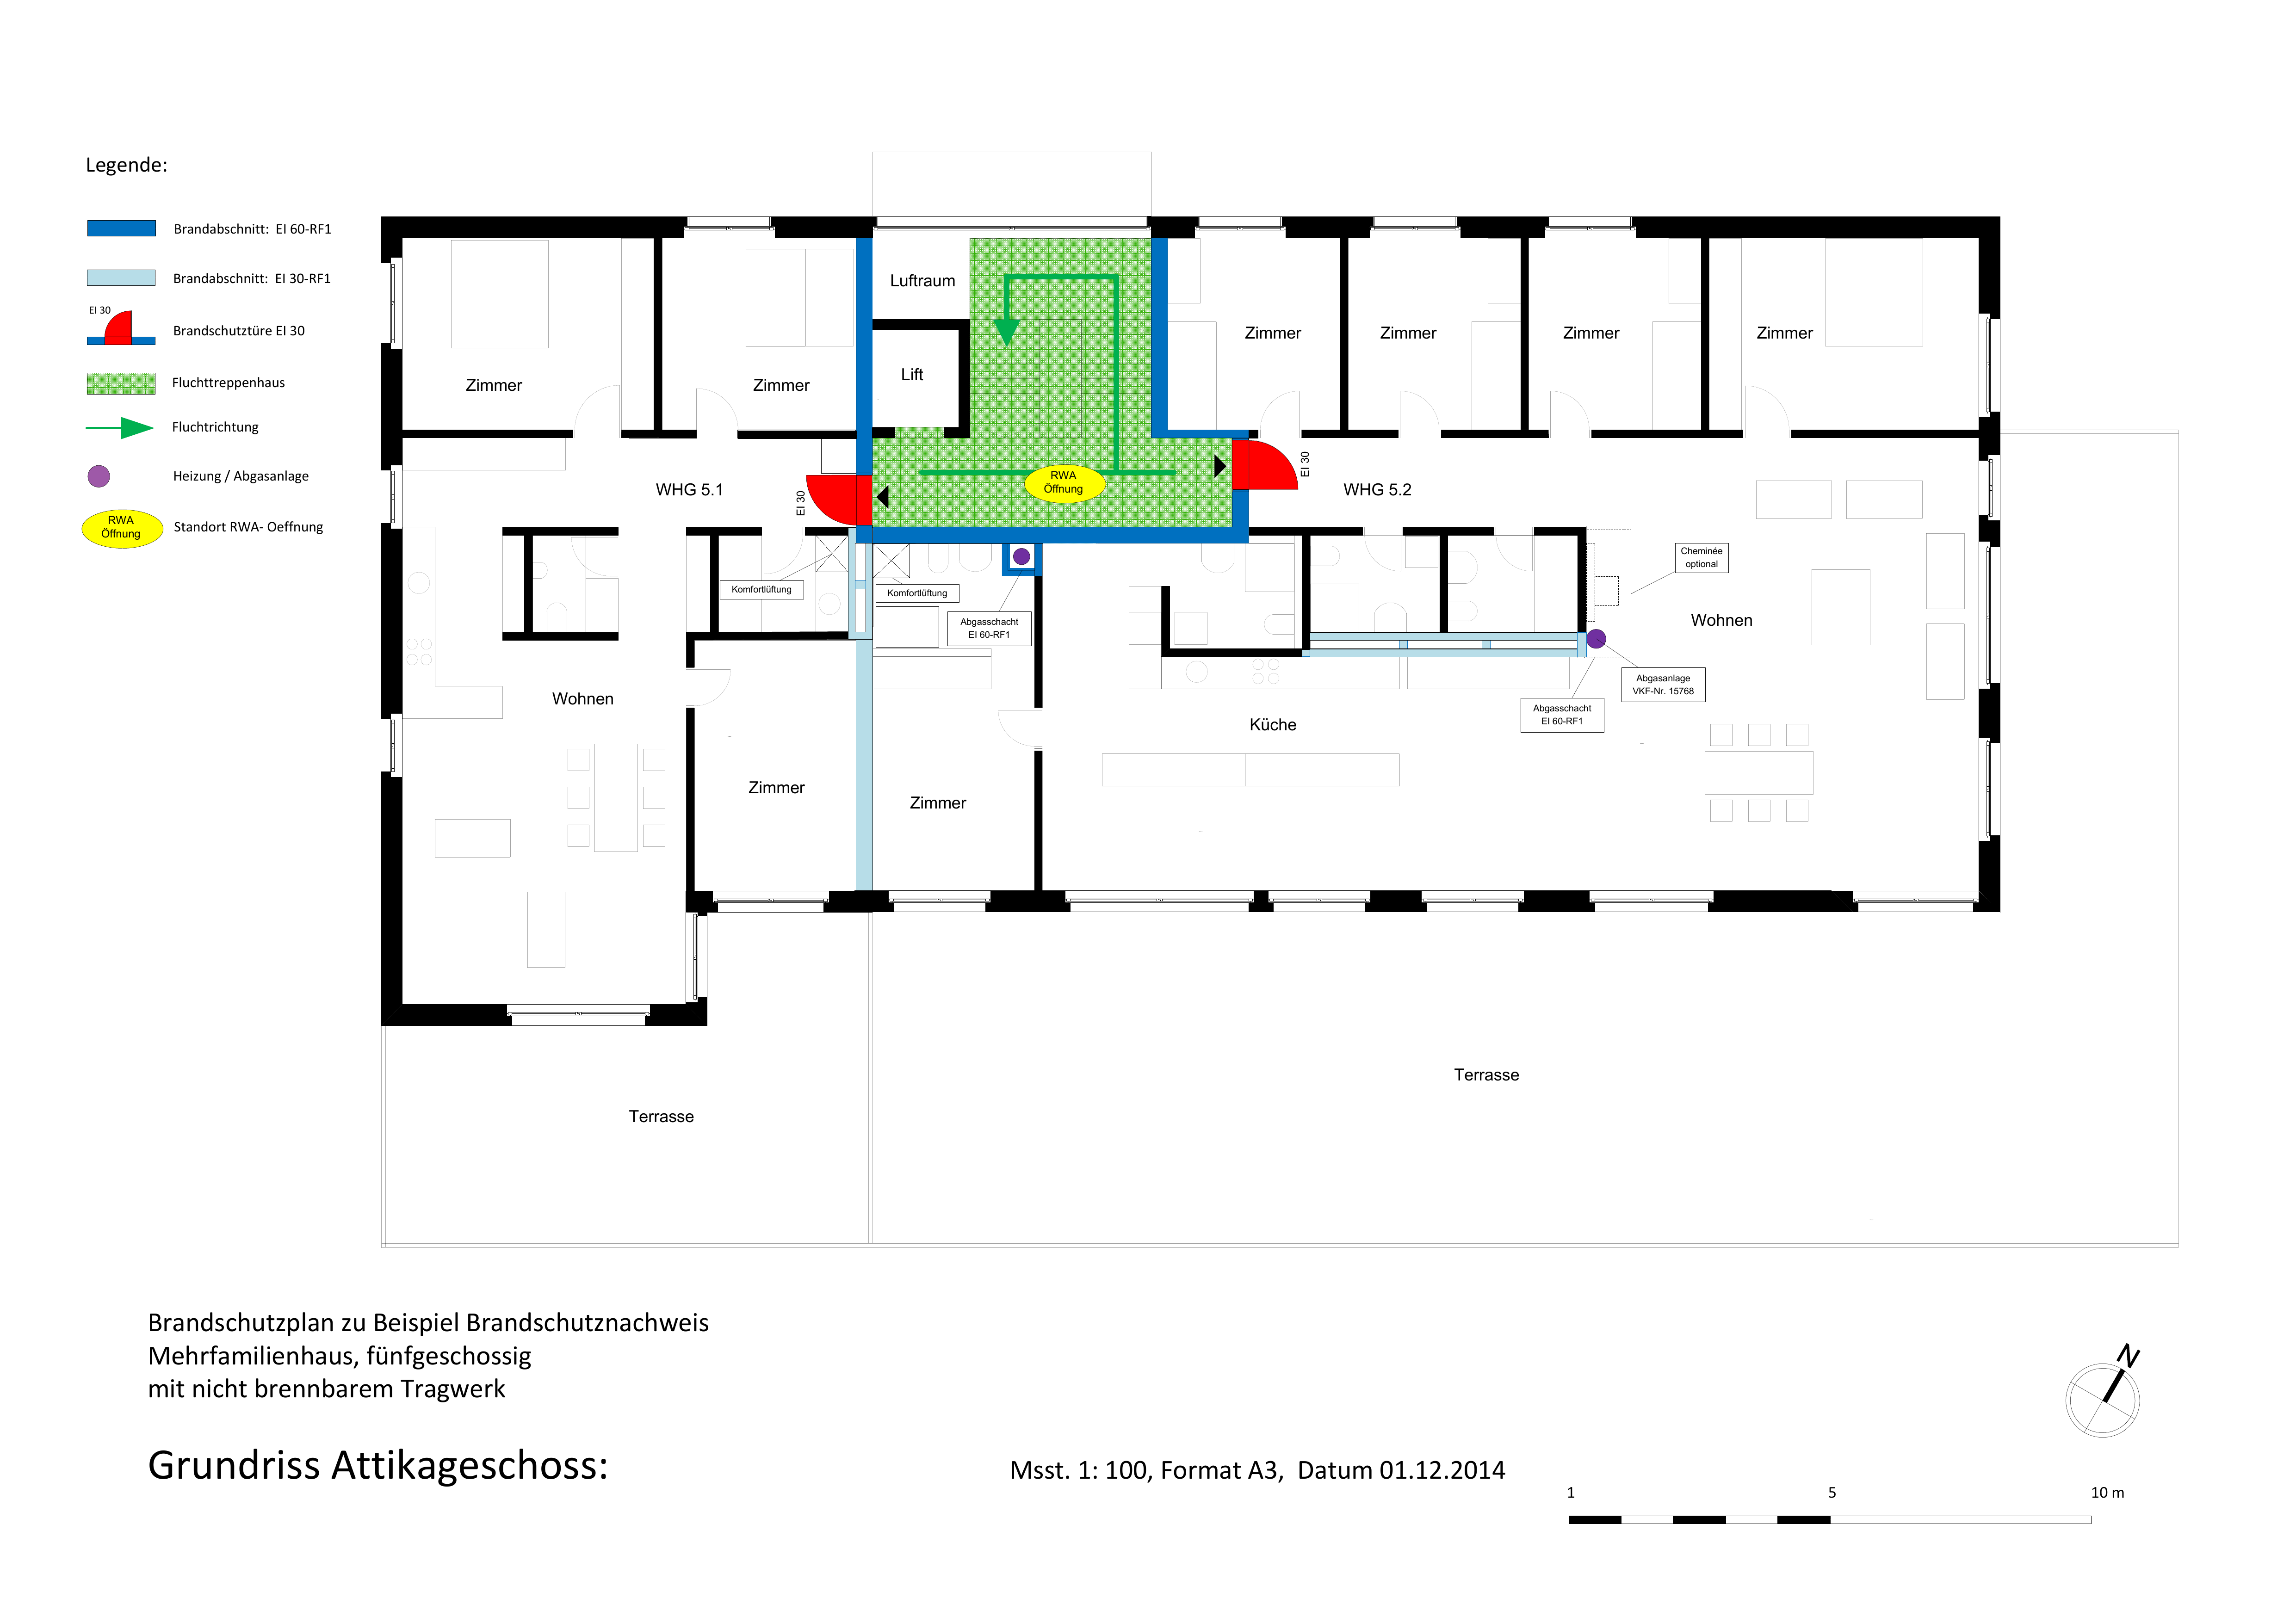 Legende:
Brandabschnitt: EI 60-RF1
Brandabschnitt: EI 30-RF1
EI 30
Brandschutztüre EI 30
Fluchttreppenhaus
Fluchtrichtung
Heizung / Abgasanlage
RWA
Öffnung
Standort RWA- Oeffnung
Luftraum
Lift
Zimmer
Zimmer
Zimmer
Zimmer
Zimmer
Zimmer
RWA
Öffnung
EI 30
EI 30
WHG 5.1
WHG 5.2
Komfortlüftung
Komfortlüftung
Abgasschacht
EI 60-RF1
Cheminée
optional
Wohnen
Abgasanlage
VKF-Nr. 15768
Abgasschacht
EI 60-RF1
Wohnen
Küche
Zimmer
Zimmer
Terrasse
Terrasse
Brandschutzplan zu Beispiel Brandschutznachweis
Mehrfamilienhaus, fünfgeschossig
mit nicht brennbarem Tragwerk
N
Grundriss Attikageschoss:
Msst. 1: 100, Format A3, Datum 01.12.2014
1 5 10 m